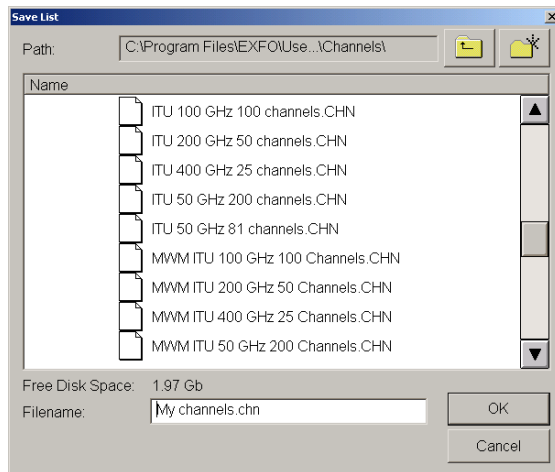 Save List
Path: C:\Program Files\EXFO\Use...\Channels\
Name
ITU 100 GHz 100 channels.CHN
ITU 200 GHz 50 channels.CHN
ITU 400 GHz 25 channels.CHN
ITU 50 GHz 200 channels.CHN
ITU 50 GHz 81 channels.CHN
MWM ITU 100 GHz 100 Channels.CHN
MWM ITU 200 GHz 50 Channels.CHN
MWM ITU 400 GHz 25 Channels.CHN
MWM ITU 50 GHz 200 Channels.CHN
Free Disk Space: 1.97 Gb
Filename: My channels.chn
OK
Cancel